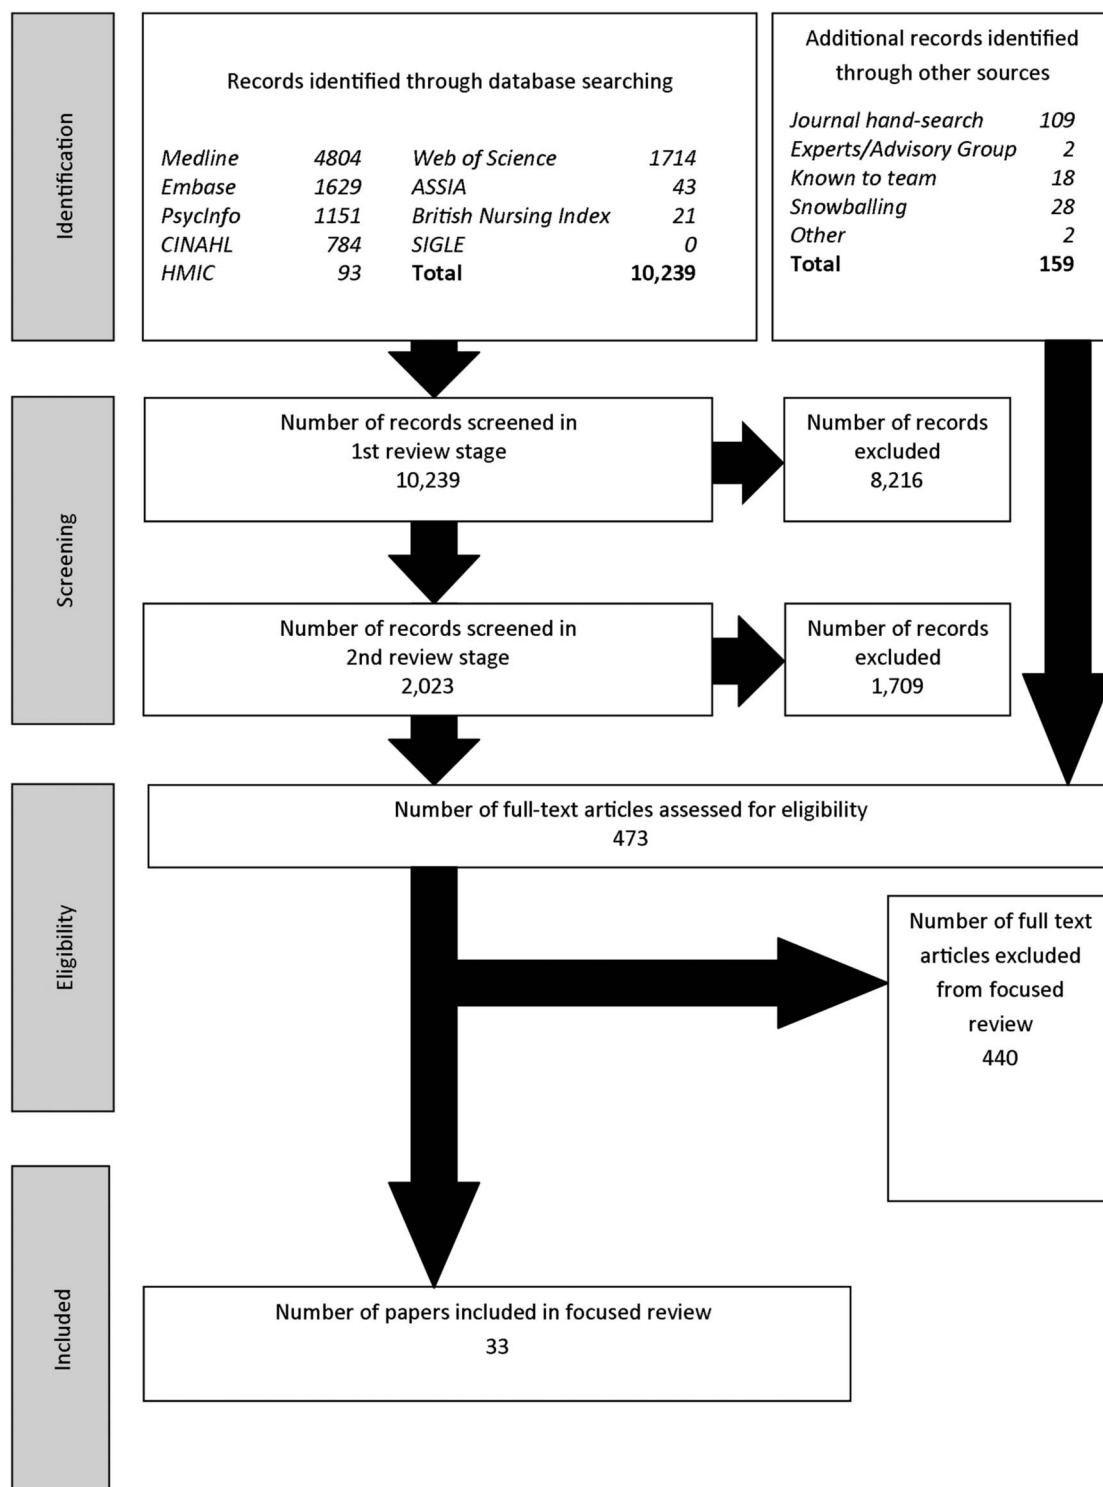 Identification
Records identified through database searching
Medline 4804 Web of Science 1714
Embase 1629 ASSIA 43
PsycInfo 1151 British Nursing Index 21
CINAHL 784 SIGLE 0
HMIC 93 Total 10,239
Additional records identified
through other sources
Journal hand-search 109
Experts/Advisory Group 2
Known to team 18
Snowballing 28
Other 2
Total 159
Screening
Number of records screened in
1st review stage
10,239
Number of records
excluded
8,216
Number of records screened in
2nd review stage
2,023
Number of records
excluded
1,709
Eligibility
Number of full-text articles assessed for eligibility
473
Number of full text
articles excluded
from focused
review
440
Included
Number of papers included in focused review
33